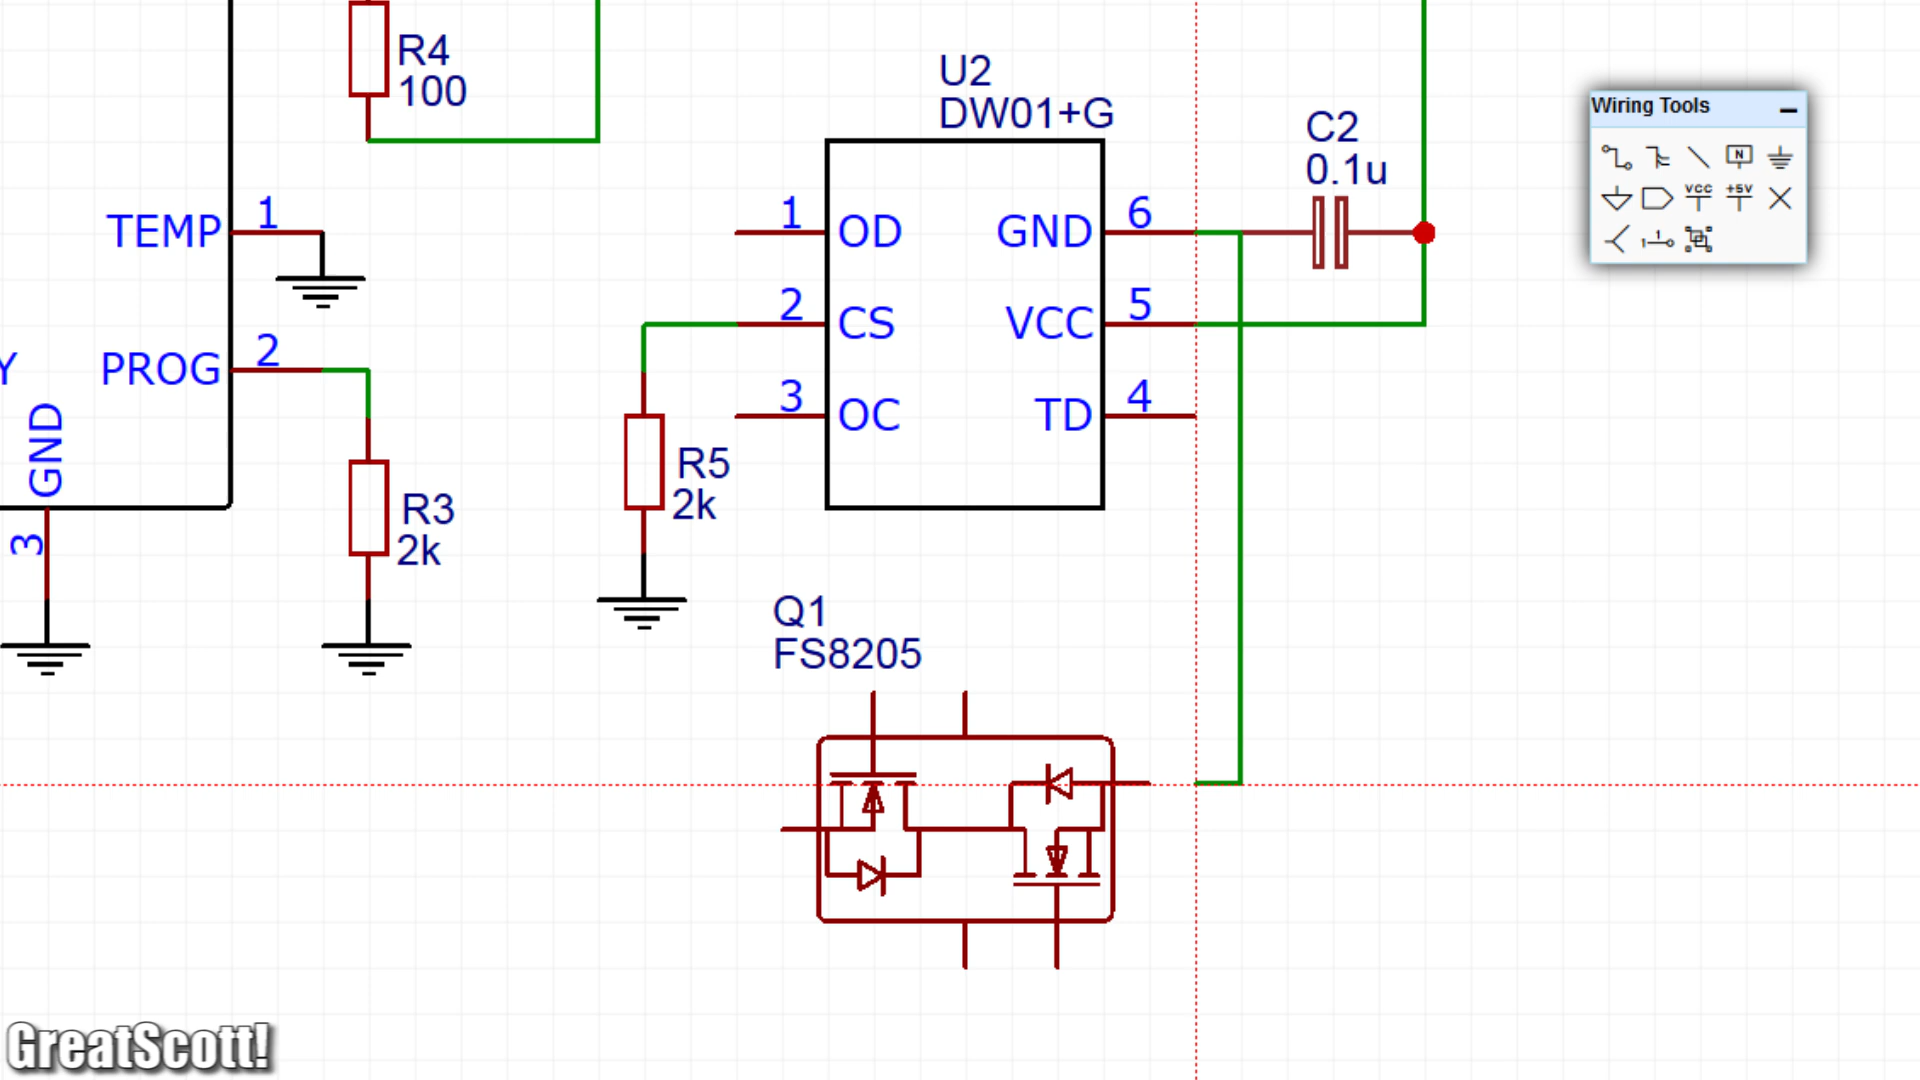 R4
100
U2
DW01+G
C2
0.1u
Wiring Tools
N
VCC
+5V
1
TEMP
1
PROG
2
Y
GND
3
R3
2k
1
OD
GND
6
2
CS
VCC
5
3
OC
TD
4
R5
2k
Q1
FS8205
GreatScott!